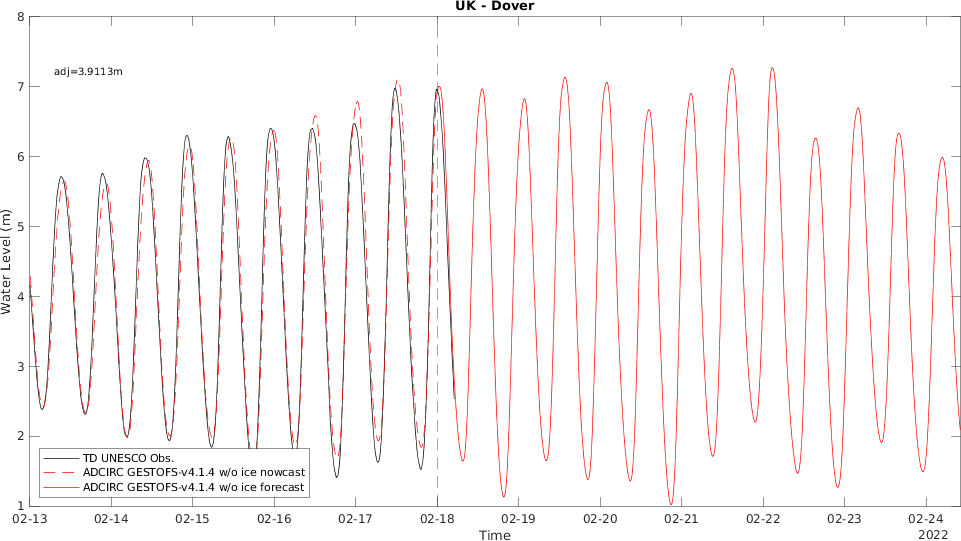 UK - Dover
8
adj=3.9113m
7
6
5
4
3
2
1
Water Level (m)
TD UNESCO Obs.
ADCIRC GESTOFS-v4.1.4 w/o ice nowcast
ADCIRC GESTOFS-v4.1.4 w/o ice forecast
02-13 02-14 02-15 02-16 02-17 02-18 02-19 02-20 02-21 02-22 02-23 02-24
Time
2022